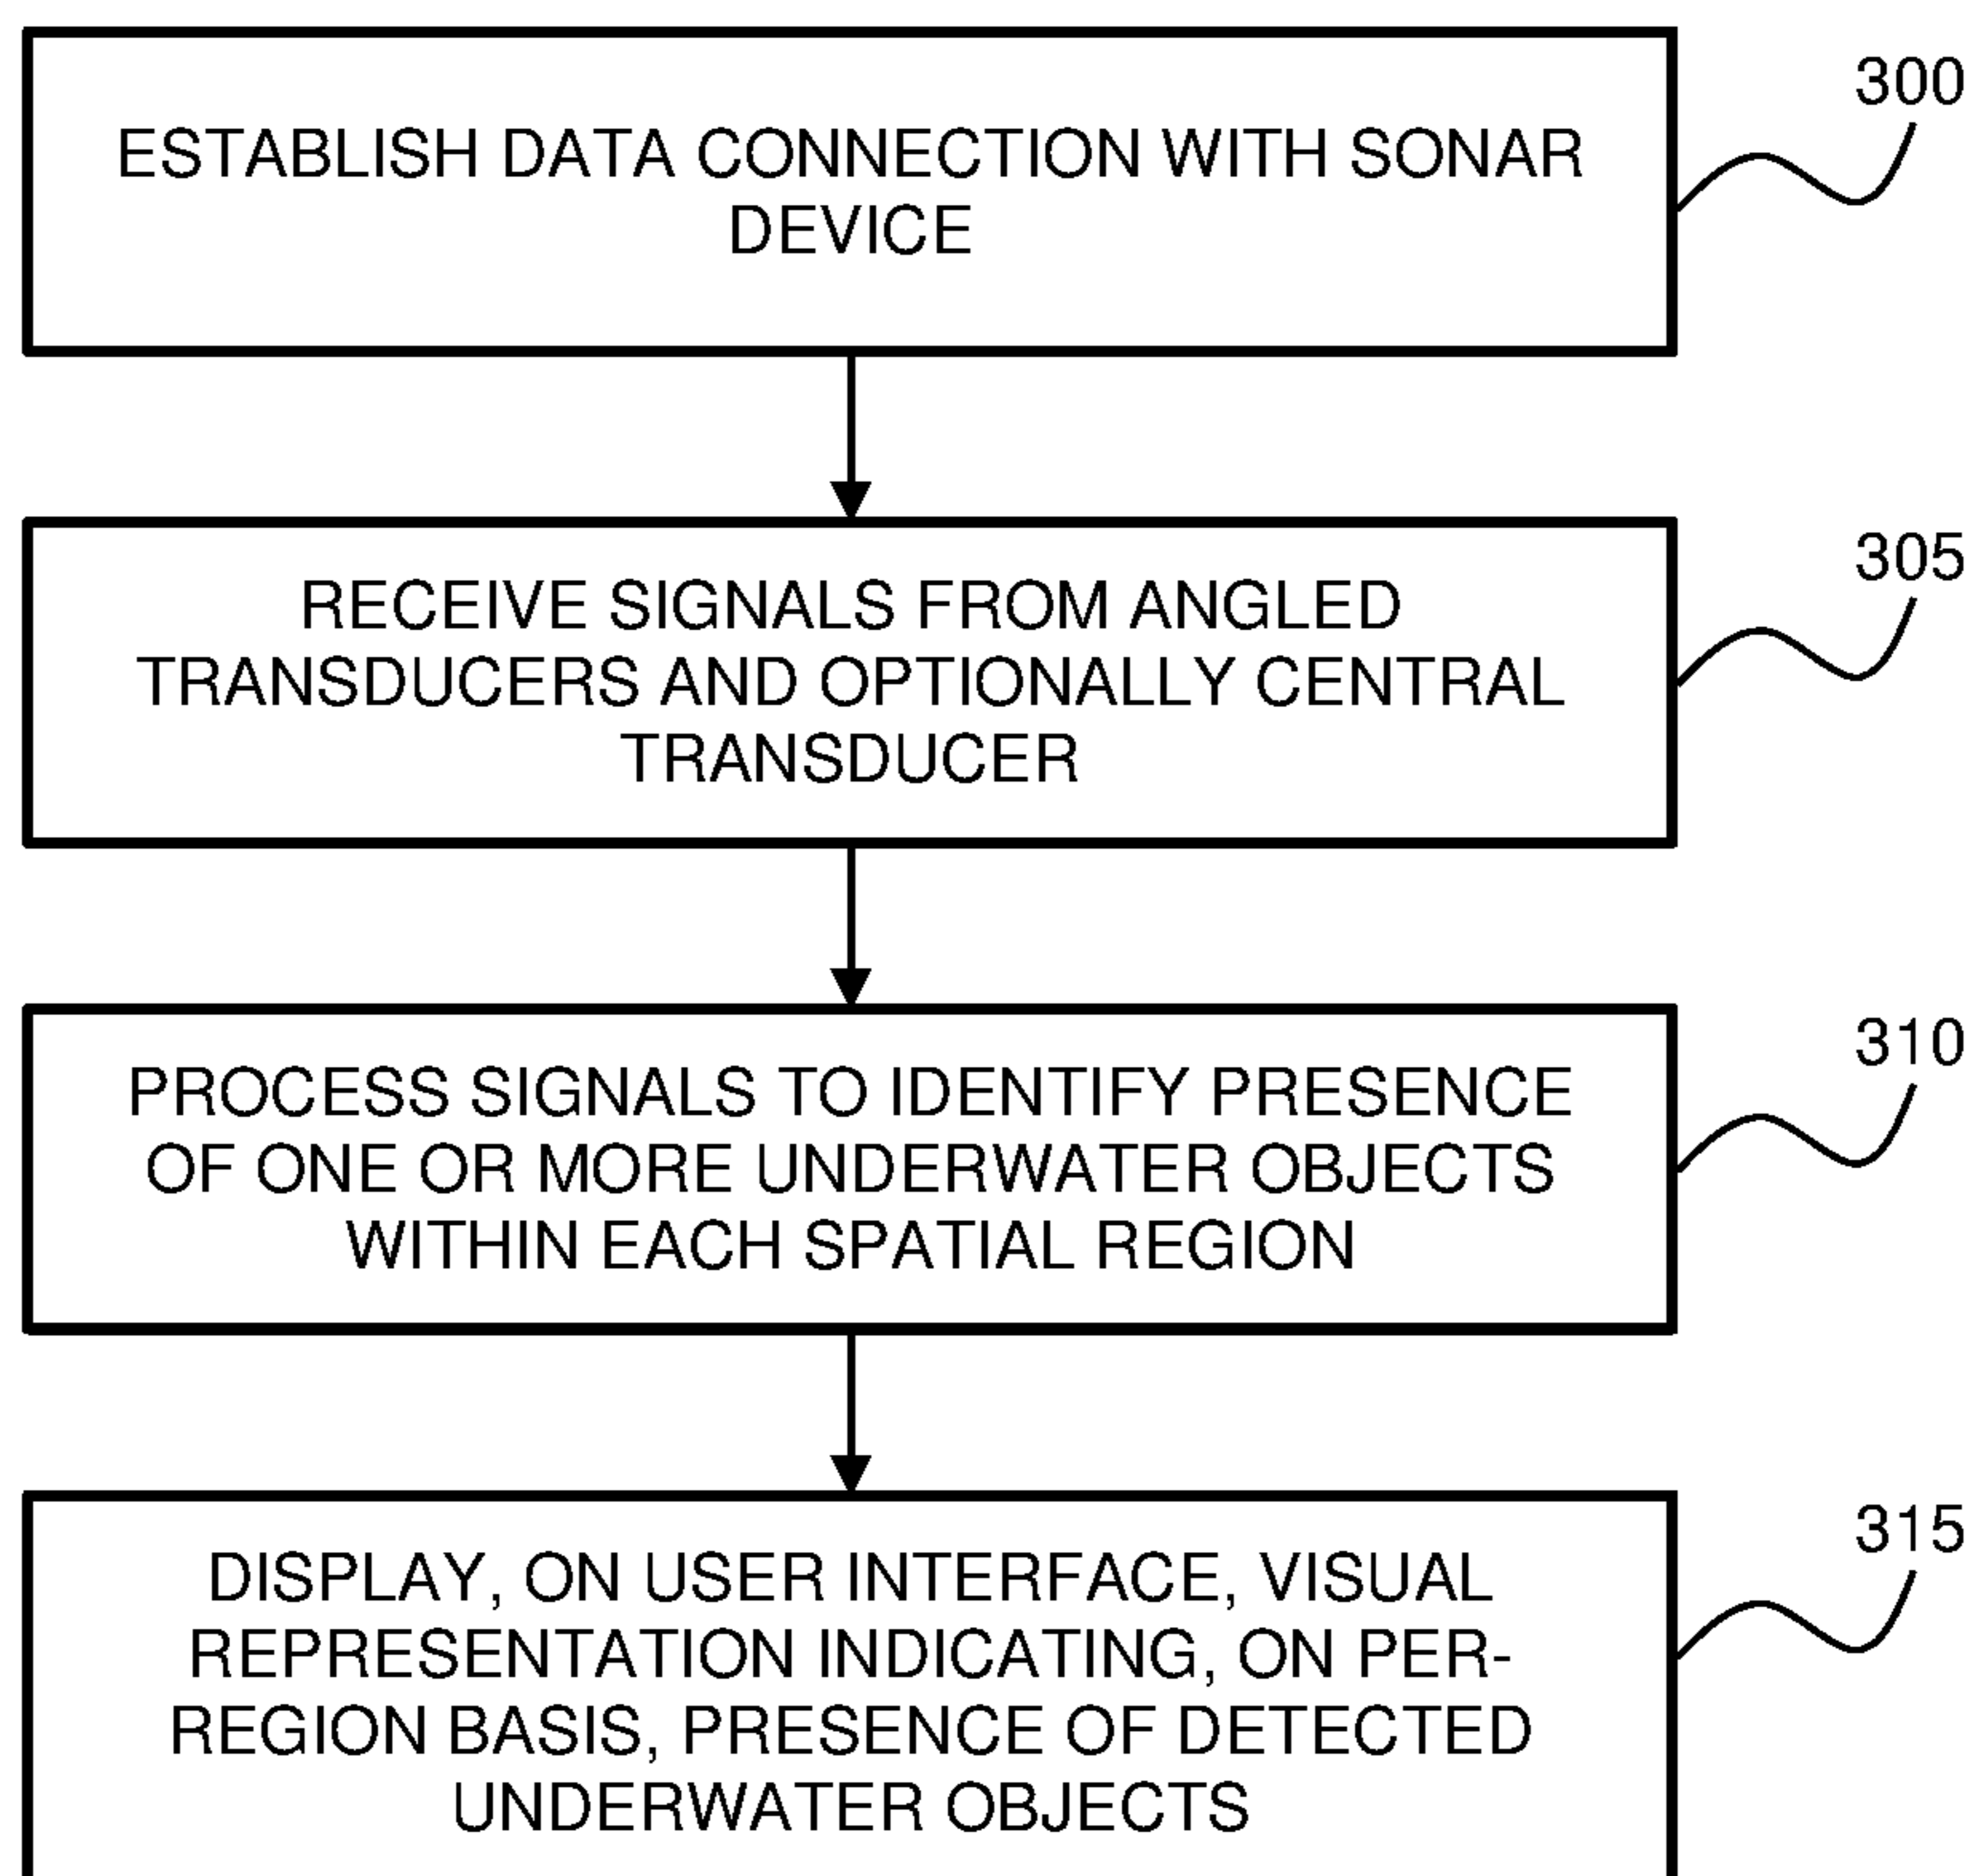 300
ESTABLISH DATA CONNECTION WITH SONAR
DEVICE
305
RECEIVE SIGNALS FROM ANGLED
TRANSDUCERS AND OPTIONALLY CENTRAL
TRANSDUCER
310
PROCESS SIGNALS TO IDENTIFY PRESENCE
OF ONE OR MORE UNDERWATER OBJECTS
WITHIN EACH SPATIAL REGION
315
DISPLAY, ON USER INTERFACE, VISUAL
REPRESENTATION INDICATING, ON PER-
REGION BASIS, PRESENCE OF DETECTED
UNDERWATER OBJECTS